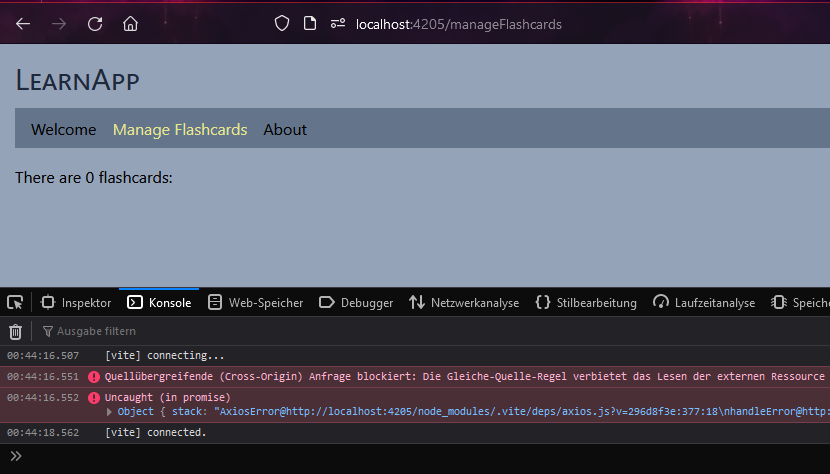 localhost:4205/manageFlashcards
LearnApp
Welcome Manage Flashcards About
There are 0 flashcards:
Inspektor Konsole Web-Speicher Debugger Netzwerkanalyse Stilbearbeitung Laufzeitanalyse Speiche
Ausgabe filtern
00:44:16.507 [vite] connecting...
00:44:16.551 Quellübergreifende (Cross-Origin) Anfrage blockiert: Die Gleiche-Quelle-Regel verbietet das Lesen der externen Ressource
00:44:16.552 Uncaught (in promise)
Object { stack: "AxiosError@http://localhost:4205/node_modules/.vite/deps/axios.js?v=296d8f3e:377:18\nhandleError@http:
00:44:18.562 [vite] connected.